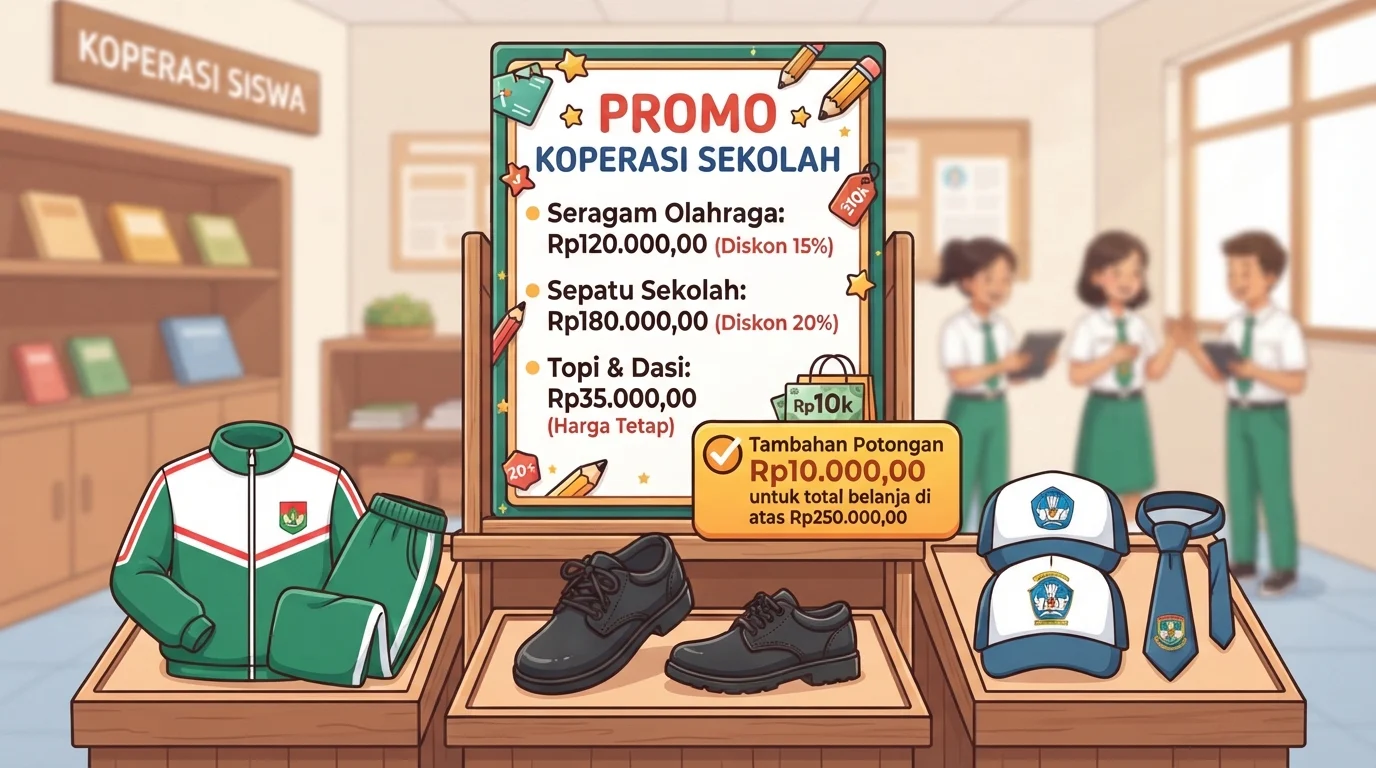 KOPERASI SISWA
PROMO
KOPERASI SEKOLAH
Seragam Olahraga:
Rp120.000,00 (Diskon 15%)
Sepatu Sekolah:
Rp180.000,00 (Diskon 20%)
Topi & Dasi:
Rp35.000,00
(Harga Tetap)
Rp10k
Tambahan Potongan
Rp10.000,00
untuk total belanja di
atas Rp250.000,00